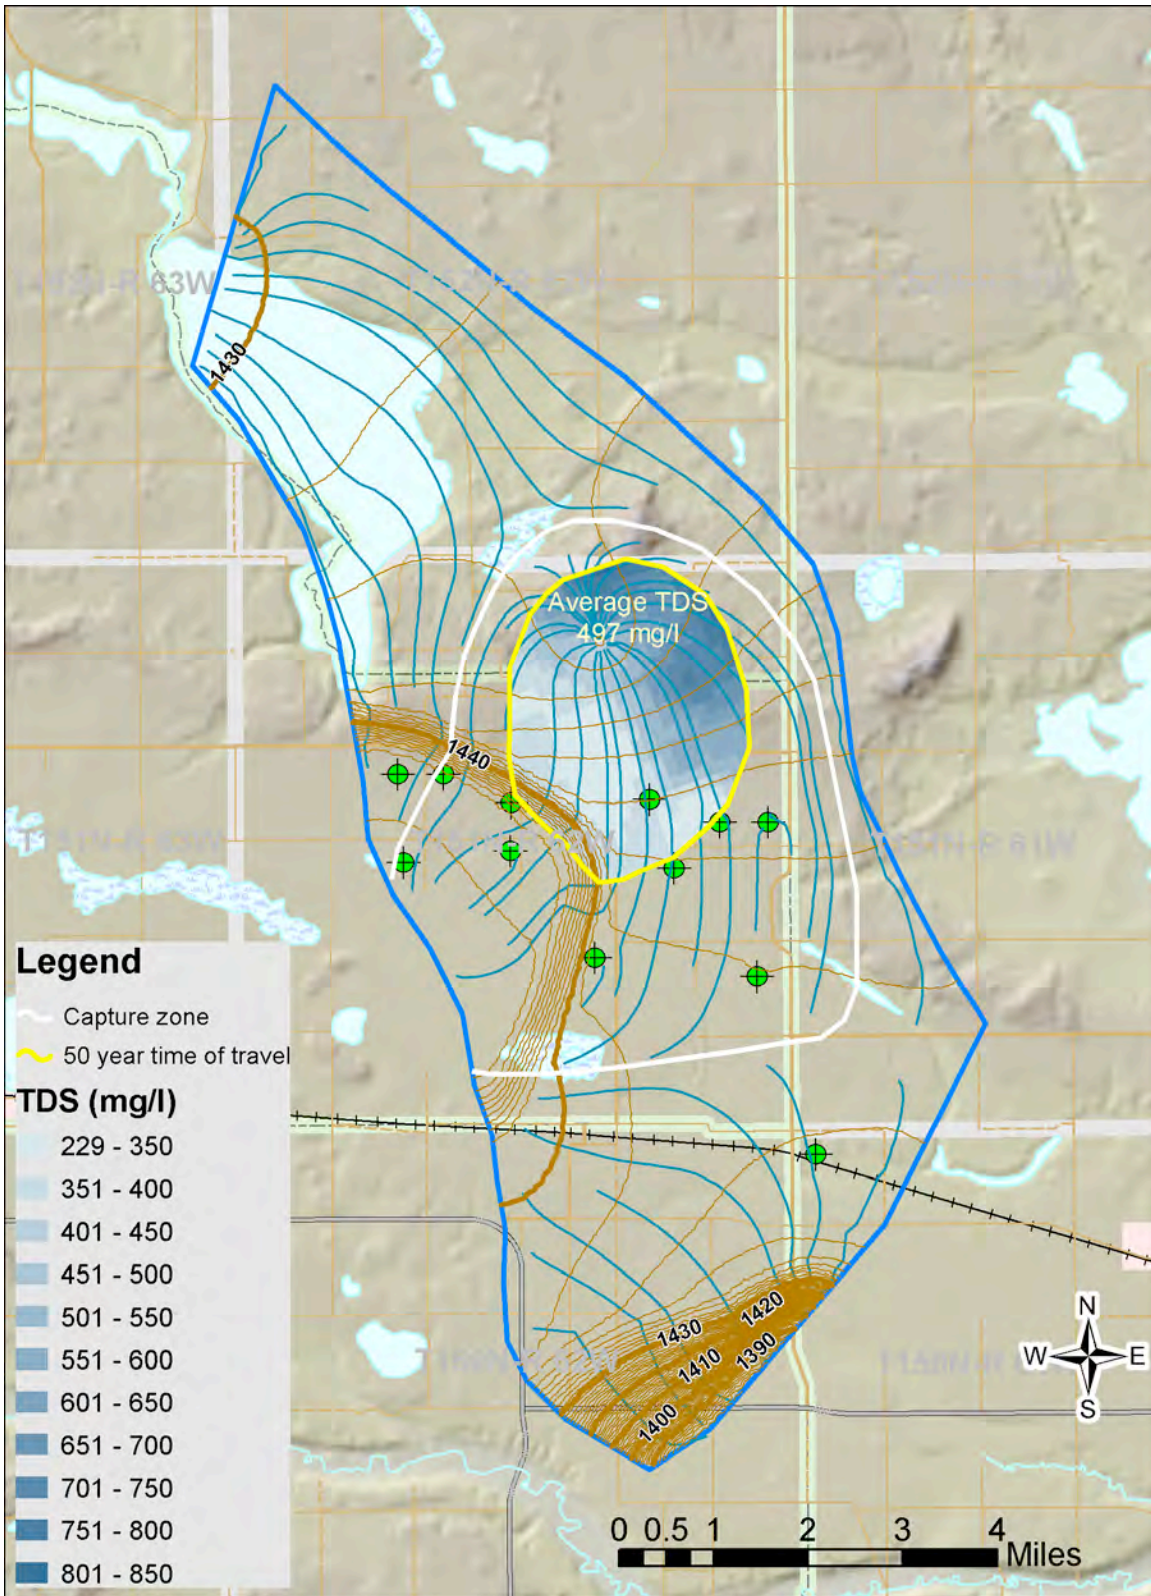 1430
Average TDS
497 mg/l
1440
Legend
Capture zone
50 year time of travel
TDS (mg/l)
229 - 350
351 - 400
401 - 450
451 - 500
501 - 550
551 - 600
601 - 650
651 - 700
701 - 750
751 - 800
801 - 850
1420
1430
1390
1410
1400
N
W E
S
0 0.5 1 2 3 4
Miles